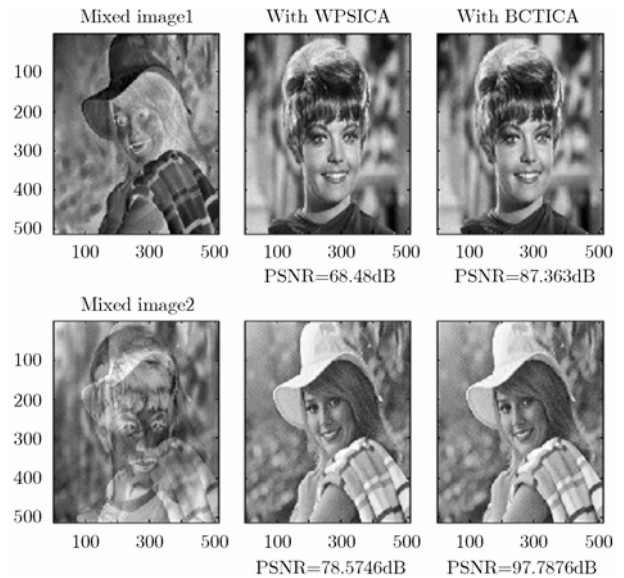 Mixed image1 With WPSICA With BCTICA
100
200
300
400
500
100 300 500 100 300 500 100 300 500
PSNR=68.48dB PSNR=87.363dB
Mixed image2
100
200
300
400
500
100 300 500 100 300 500 100 300 500
PSNR=78.5746dB PSNR=97.7876dB